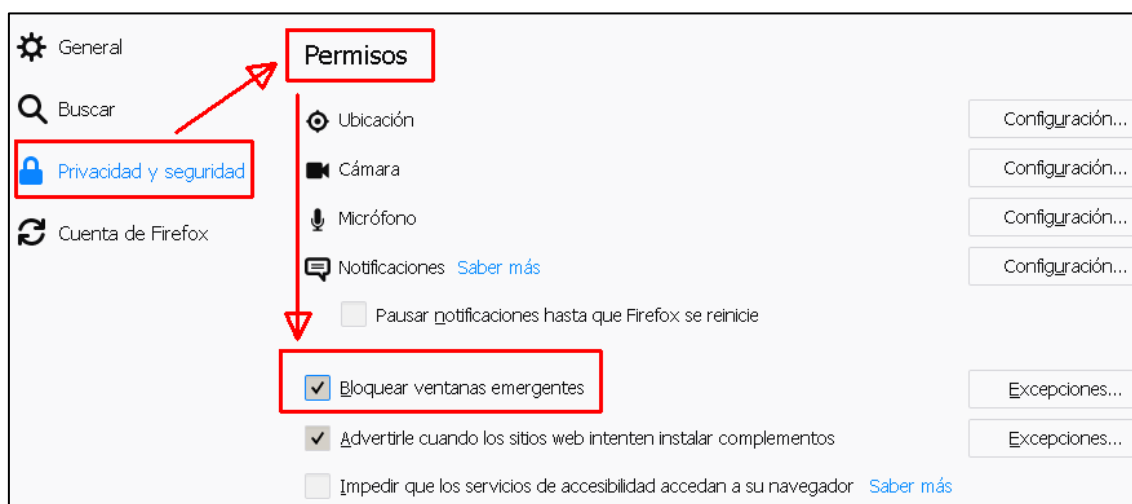 General
Buscar
Privacidad y seguridad
Cuenta de Firefox
Permisos
Ubicación Configuración...
Cámara Configuración...
Micrófono Configuración...
Notificaciones Saber más Configuración...
Pausar notificaciones hasta que Firefox se reinicie
Bloquear ventanas emergentes Excepciones...
Advertirle cuando los sitios web intenten instalar complementos Excepciones...
Impedir que los servicios de accesibilidad accedan a su navegador Saber más